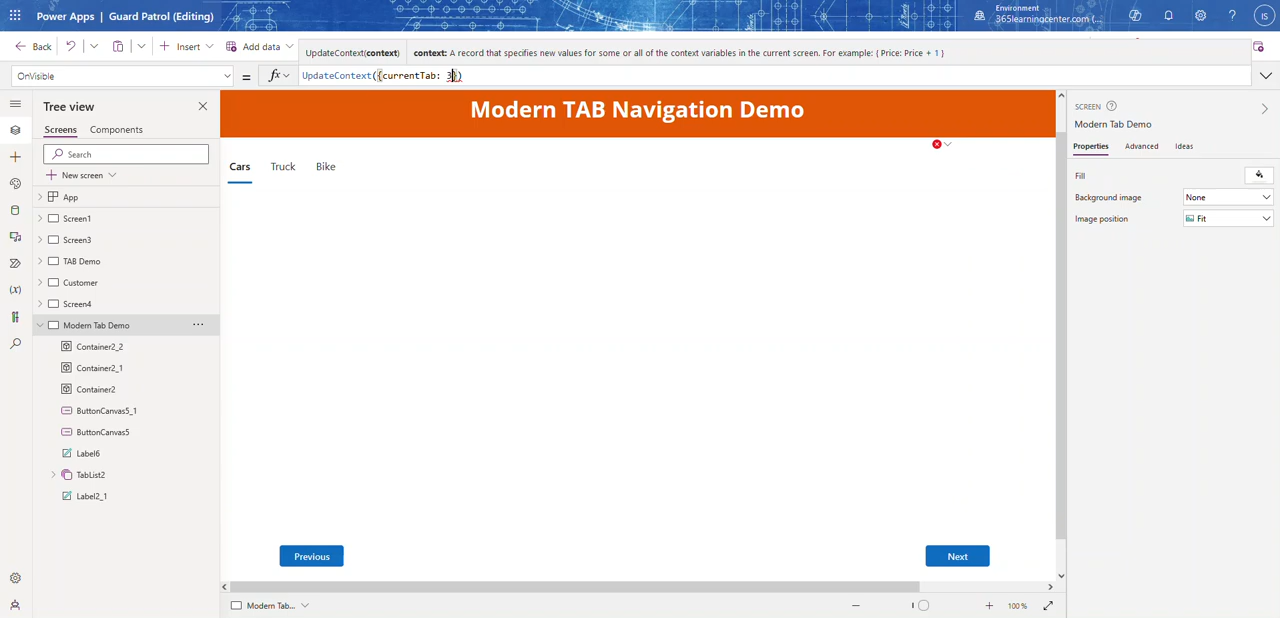 Power Apps | Guard Patrol (Editing)
Environment
365learningcenter.com (...
IS
Back
Insert
Add data
UpdateContext(context)
context: A record that specifies new values for some or all of the context variables in the current screen. For example: { Price: Price + 1 }
OnVisible
=
fx
UpdateContext({currentTab: 3})
Tree view
Screens
Components
Search
New screen
App
Screen1
Screen3
TAB Demo
Customer
Screen4
Modern Tab Demo
Container2_2
Container2_1
Container2
ButtonCanvas5_1
ButtonCanvas5
Label6
TabList2
Label2_1
Modern TAB Navigation Demo
Cars
Truck
Bike
Previous
Next
Modern Tab...
100 %
SCREEN
Modern Tab Demo
Properties
Advanced
Ideas
Fill
Background image
None
Image position
Fit